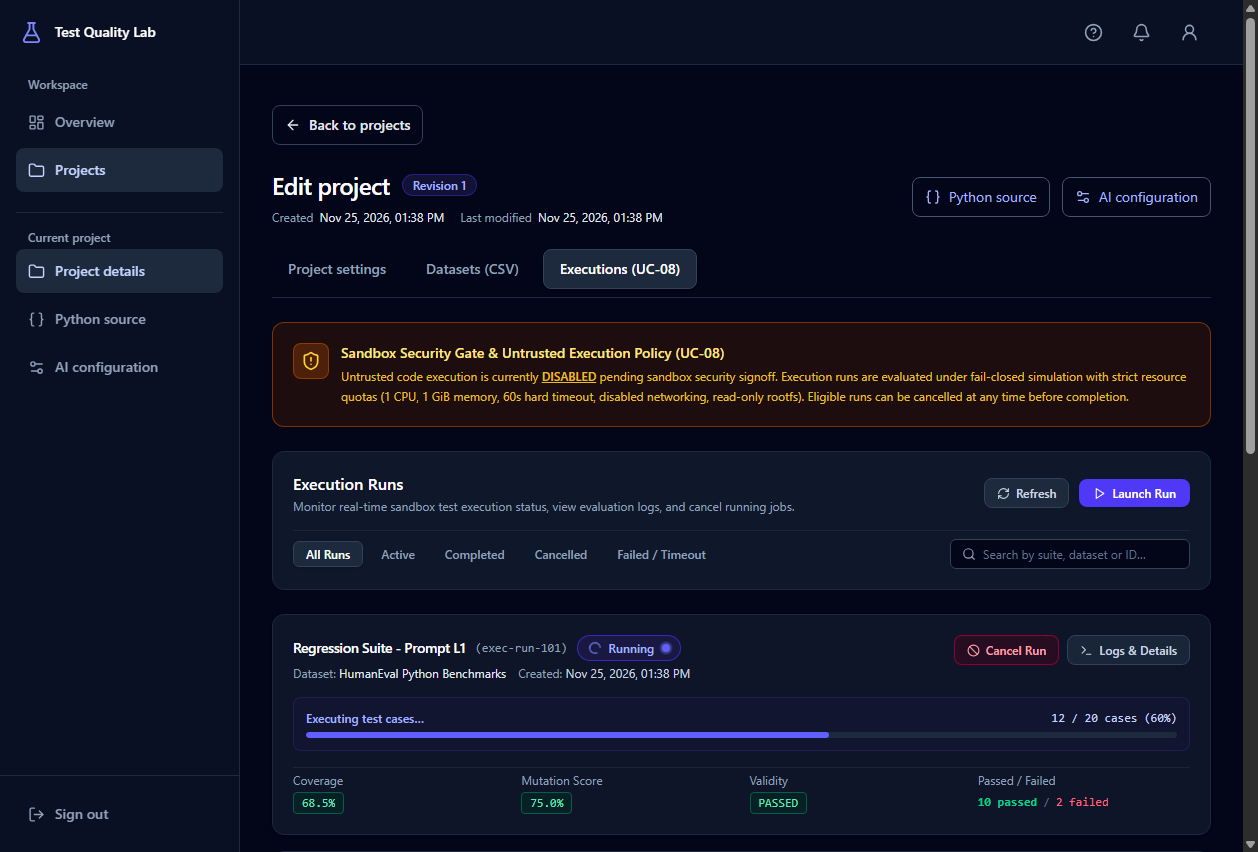 Test Quality Lab
Workspace
Overview
Projects
Current project
Project details
Python source
AI configuration
Sign out
Back to projects
Edit project Revision 1
Created Nov 25, 2026, 01:38 PM Last modified Nov 25, 2026, 01:38 PM
Python source AI configuration
Project settings Datasets (CSV) Executions (UC-08)
Sandbox Security Gate & Untrusted Execution Policy (UC-08)
Untrusted code execution is currently DISABLED pending sandbox security signoff. Execution runs are evaluated under fail-closed simulation with strict resource
quotas (1 CPU, 1 GiB memory, 60s hard timeout, disabled networking, read-only rootfs). Eligible runs can be cancelled at any time before completion.
Execution Runs
Monitor real-time sandbox test execution status, view evaluation logs, and cancel running jobs.
Refresh Launch Run
All Runs Active Completed Cancelled Failed / Timeout Search by suite, dataset or ID...
Regression Suite - Prompt L1 (exec-run-101) Running Cancel Run Logs & Details
Dataset: HumanEval Python Benchmarks Created: Nov 25, 2026, 01:38 PM
Executing test cases... 12 / 20 cases (60%)
Coverage Mutation Score Validity Passed / Failed
68.5% 75.0% PASSED 10 passed / 2 failed